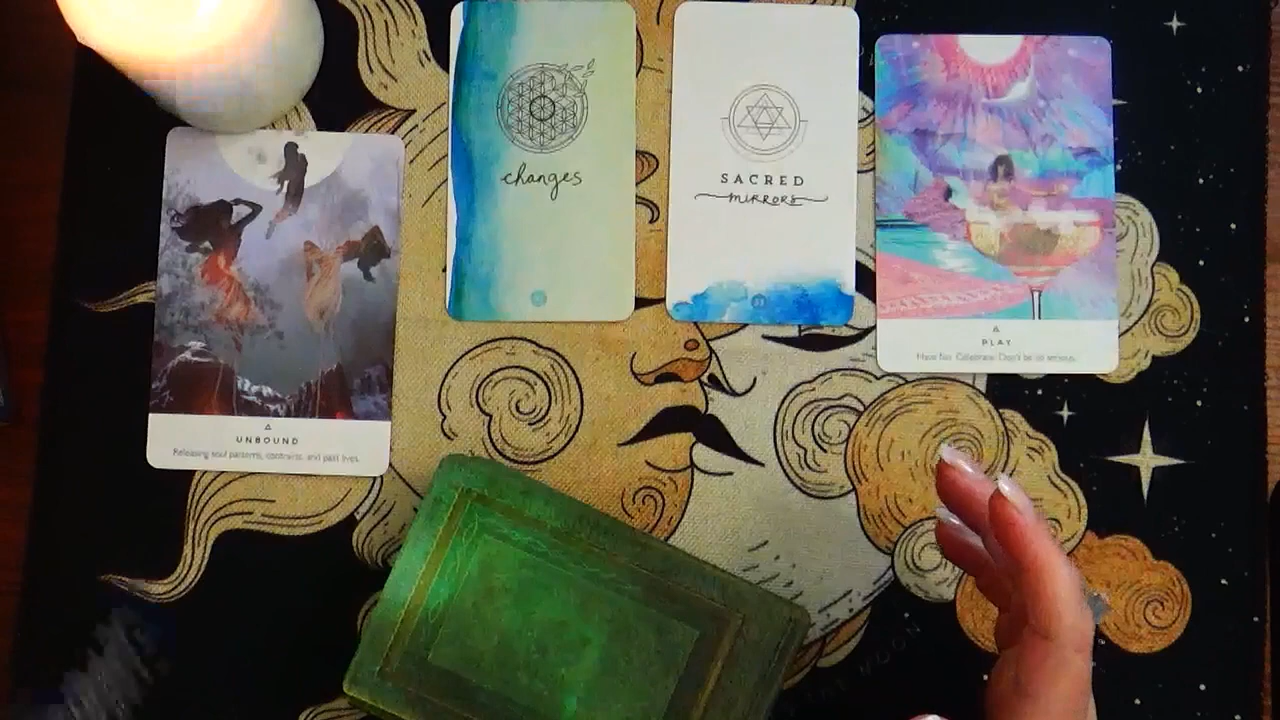 changes
SACRED
MIRRORS
PLAY
Have fun. Celebrate. Don't be so serious.
UNBOUND
Releasing soul patterns, contracts, and past lives.
MOON